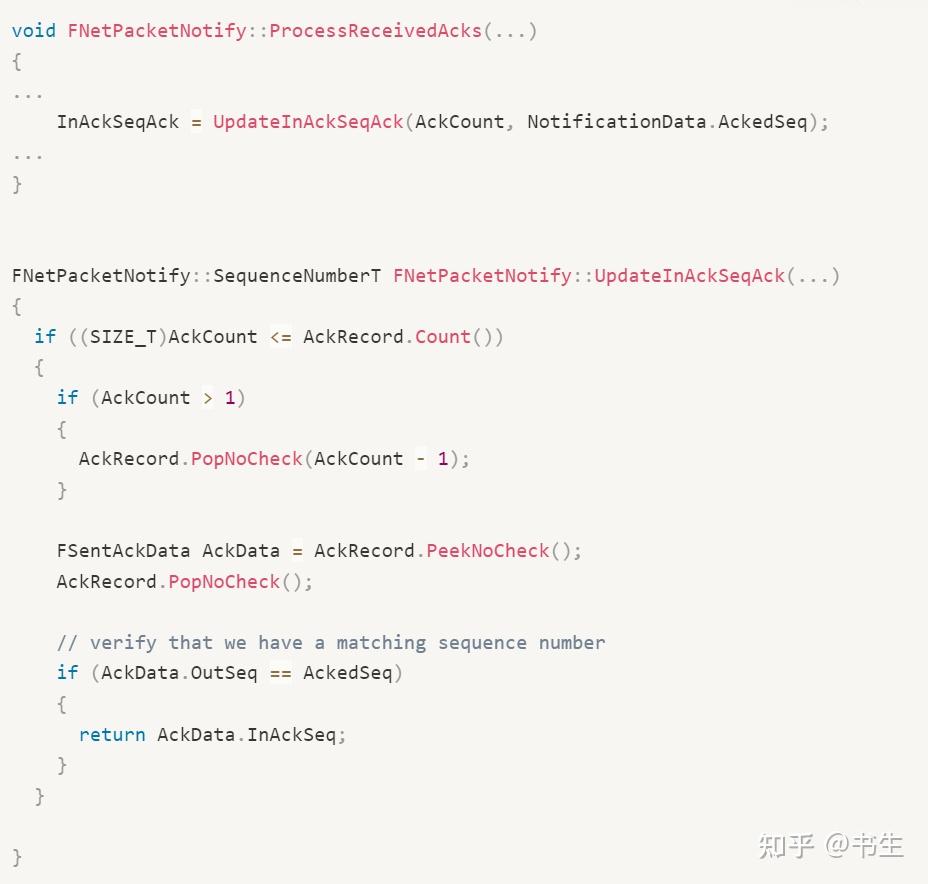 void FNetPacketNotify::ProcessReceivedAcks(...)
{
...
    InAckSeqAck = UpdateInAckSeqAck(AckCount, NotificationData.AckedSeq);
...
}

FNetPacketNotify::SequenceNumberT FNetPacketNotify::UpdateInAckSeqAck(...)
{
  if ((SIZE_T)AckCount <= AckRecord.Count())
  {
    if (AckCount > 1)
    {
      AckRecord.PopNoCheck(AckCount - 1);
    }

    FSentAckData AckData = AckRecord.PeekNoCheck();
    AckRecord.PopNoCheck();

    // verify that we have a matching sequence number
    if (AckData.OutSeq == AckedSeq)
    {
      return AckData.InAckSeq;
    }
  }

}
知乎 @书生